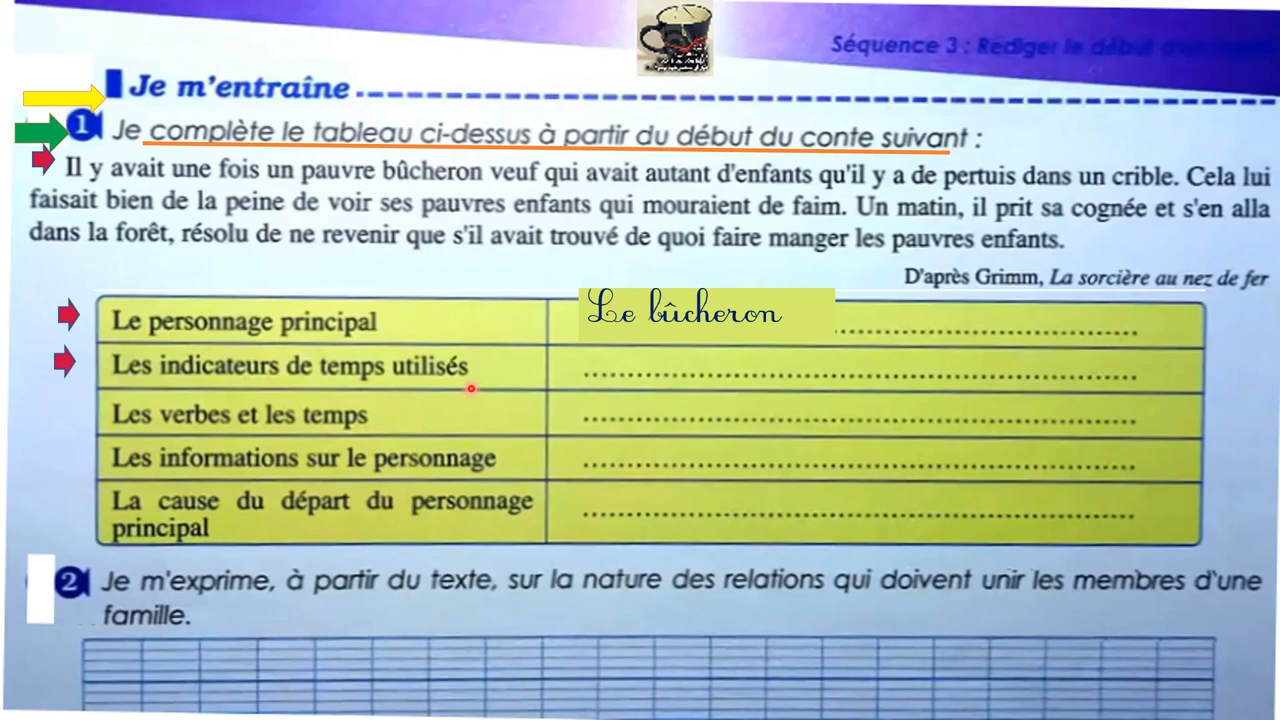 Séquence 3 : Rédiger le début
Je m'entraîne
1 Je complète le tableau ci-dessus à partir du début du conte suivant :
Il y avait une fois un pauvre bûcheron veuf qui avait autant d'enfants qu'il y a de pertuis dans un crible. Cela lui
faisait bien de la peine de voir ses pauvres enfants qui mouraient de faim. Un matin, il prit sa cognée et s'en alla
dans la forêt, résolu de ne revenir que s'il avait trouvé de quoi faire manger les pauvres enfants.
D'après Grimm, La sorcière au nez de fer
Le personnage principal Le bûcheron ................................
Les indicateurs de temps utilisés ................................
Les verbes et les temps ................................
Les informations sur le personnage ................................
La cause du départ du personnage ................................
principal
2 Je m'exprime, à partir du texte, sur la nature des relations qui doivent unir les membres d'une
famille.